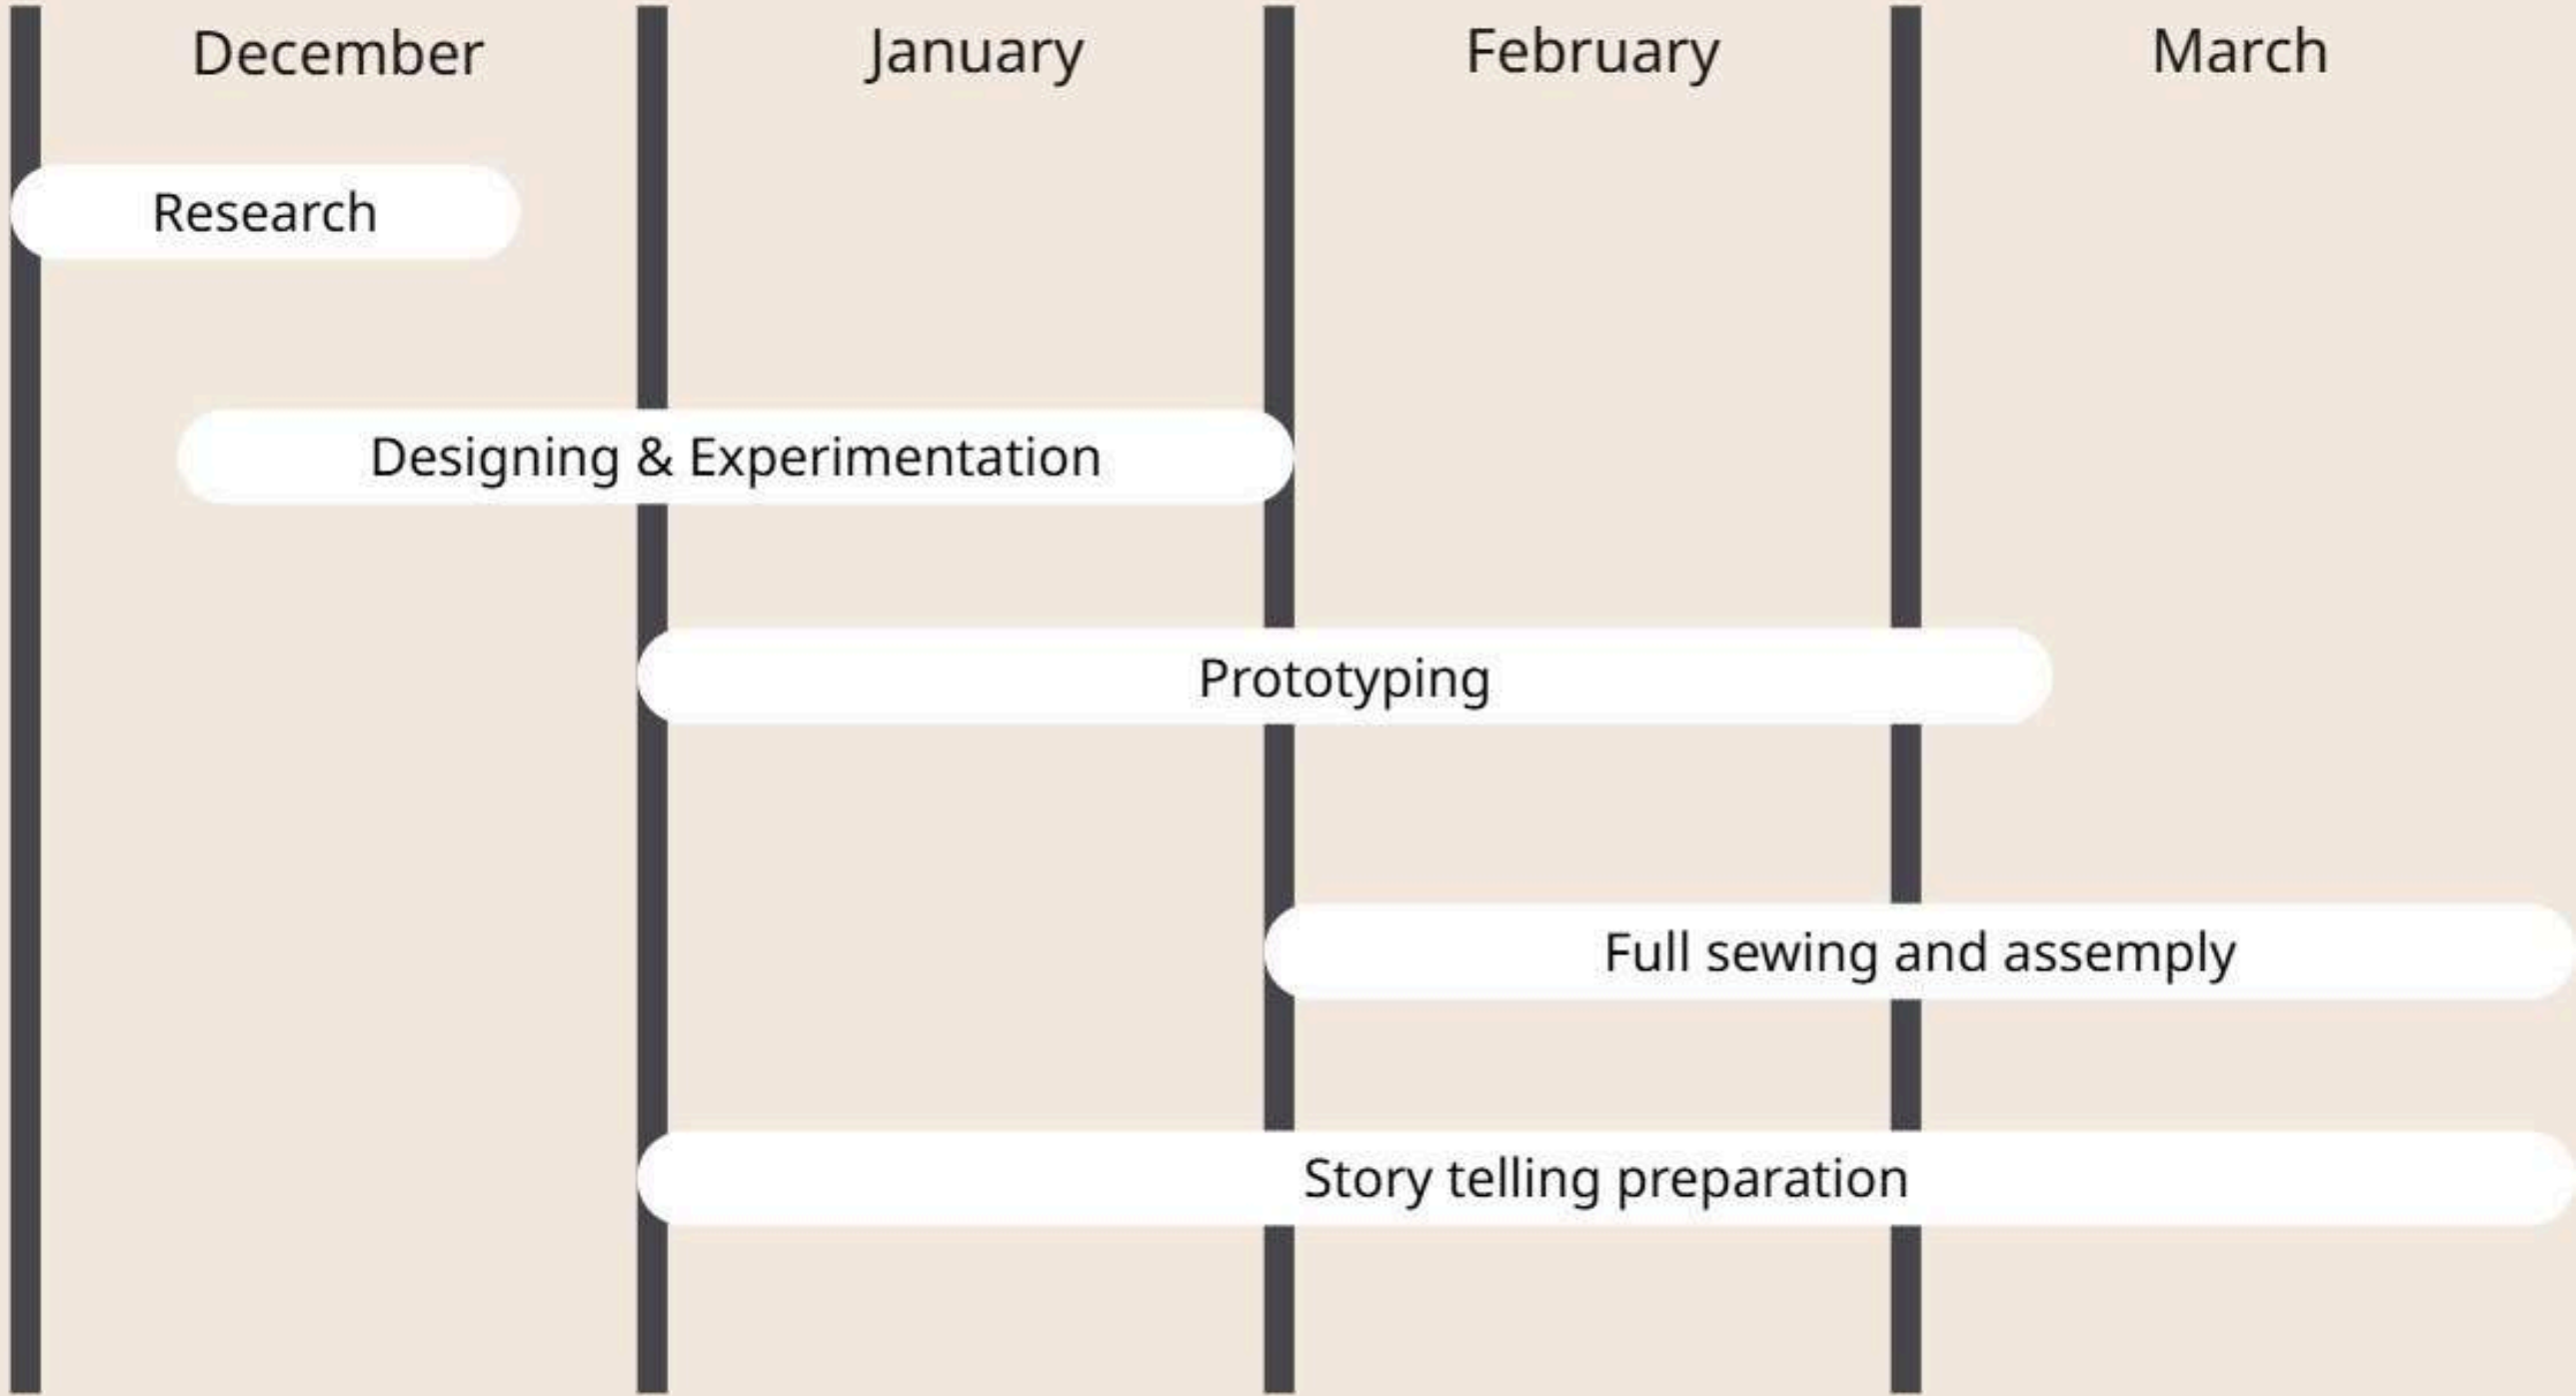 December
January
February
March
Research
Designing & Experimentation
Prototyping
Full sewing and assemply
Story telling preparation